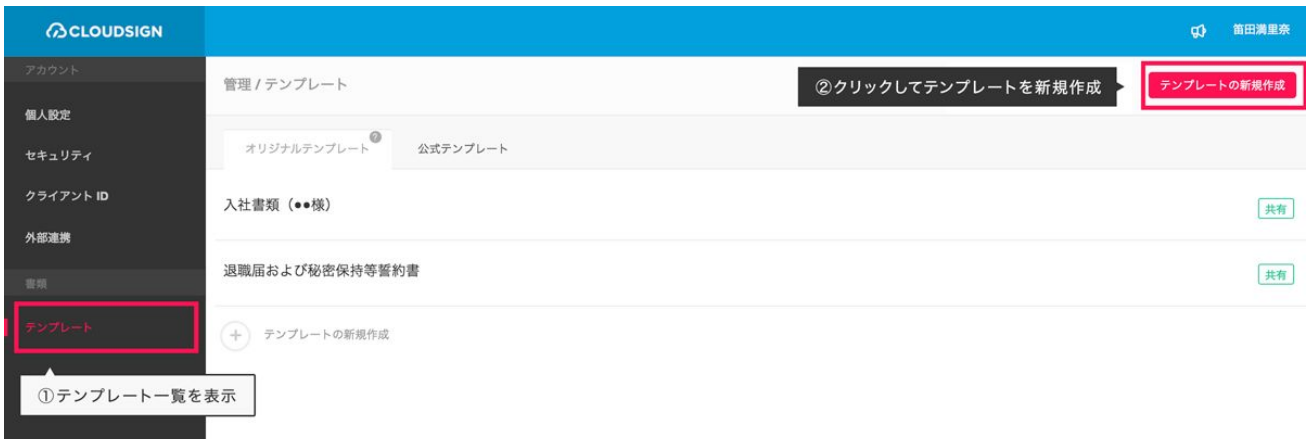 CLOUDSIGN
笛田満里奈
アカウント
個人設定
セキュリティ
クライアント ID
外部連携
書類
テンプレート
①テンプレート一覧を表示
管理 / テンプレート
②クリックしてテンプレートを新規作成
テンプレートの新規作成
オリジナルテンプレート ?
公式テンプレート
入社書類（●●様）
共有
退職届および秘密保持等誓約書
共有
+ テンプレートの新規作成